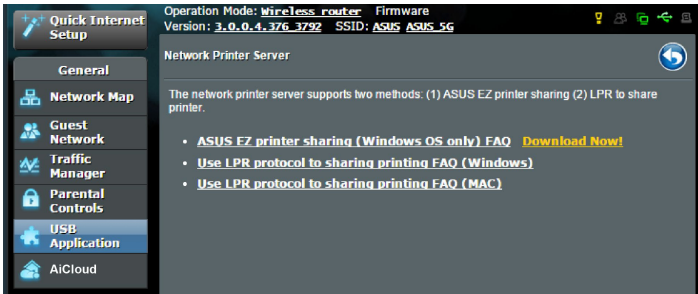 Quick Internet
Setup
General
Network Map
Guest
Network
Traffic
Manager
Parental
Controls
USB
Application
AiCloud
Operation Mode: Wireless router Firmware
Version: 3.0.0.4.376_3792 SSID: ASUS ASUS_5G
Network Printer Server
The network printer server supports two methods: (1) ASUS EZ printer sharing (2) LPR to share
printer.
• ASUS EZ printer sharing (Windows OS only) FAQ Download Now!
• Use LPR protocol to sharing printing FAQ (Windows)
• Use LPR protocol to sharing printing FAQ (MAC)